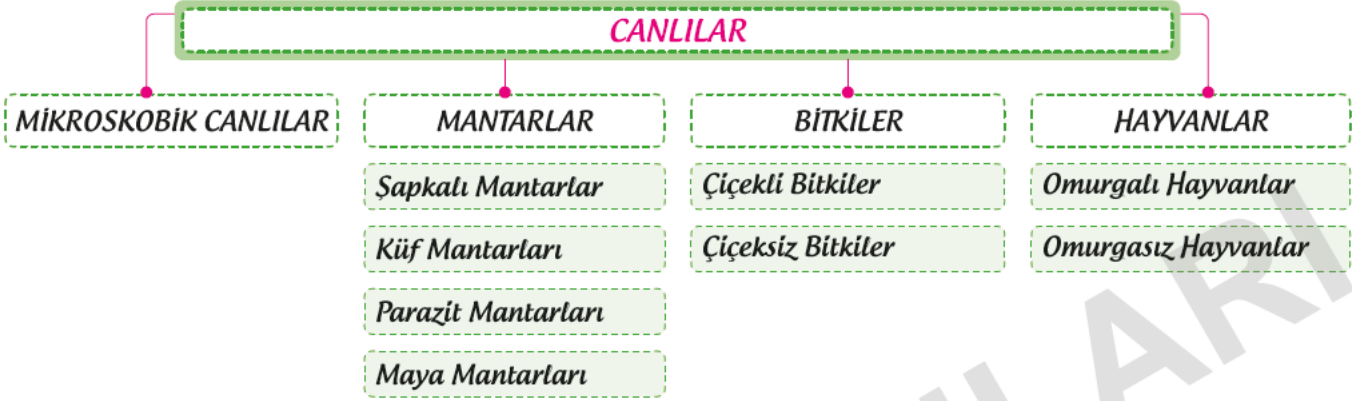 CANLILAR
MİKROSKOBİK CANLILAR
MANTARLAR
Şapkalı Mantarlar
Küf Mantarları
Parazit Mantarları
Maya Mantarları
BİTKİLER
Çiçekli Bitkiler
Çiçeksiz Bitkiler
HAYVANLAR
Omurgalı Hayvanlar
Omurgasız Hayvanlar